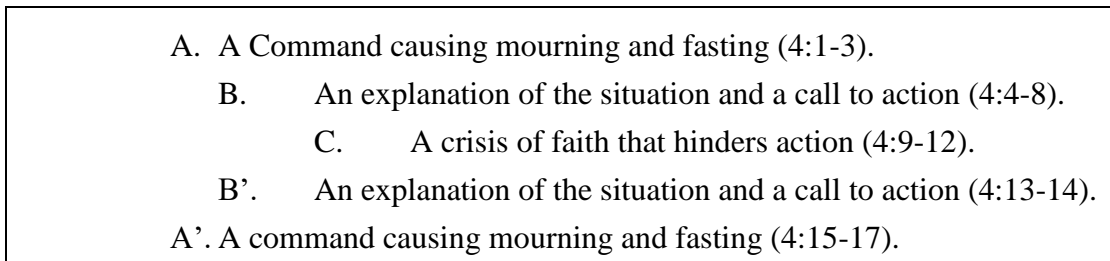 A. A Command causing mourning and fasting (4:1-3).
B. An explanation of the situation and a call to action (4:4-8).
C. A crisis of faith that hinders action (4:9-12).
B’. An explanation of the situation and a call to action (4:13-14).
A’. A command causing mourning and fasting (4:15-17).